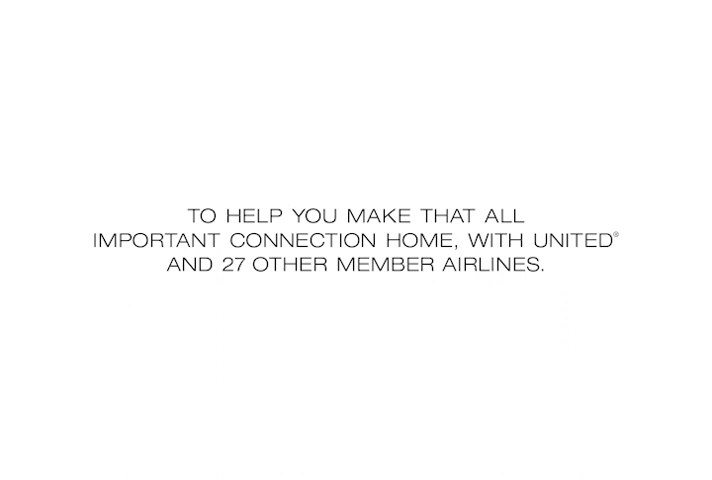 TO HELP YOU MAKE THAT ALL
IMPORTANT CONNECTION HOME, WITH UNITED®
AND 27 OTHER MEMBER AIRLINES.